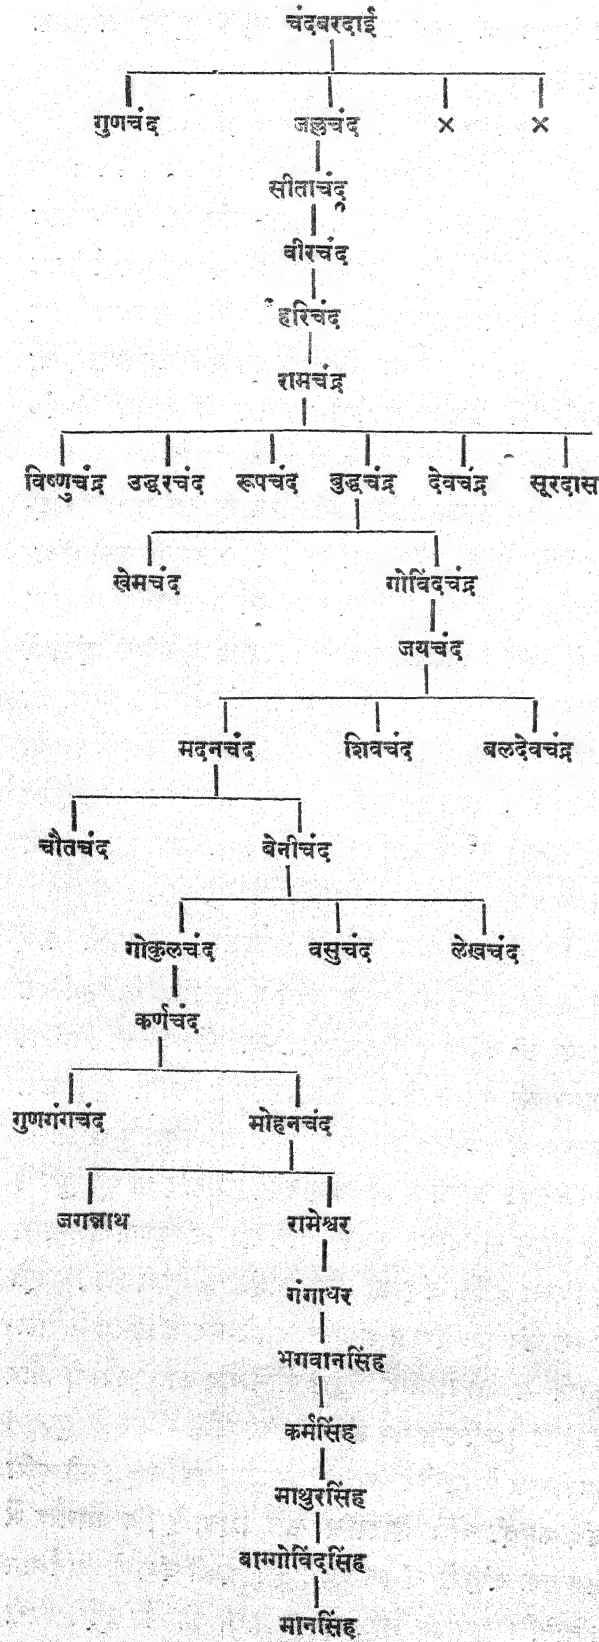 चंदबरदाई
गुणचंद जल्लचंद × ×
सीताचंद
वीरचंद
हरिचंद
रामचंद्र
विष्णुचंद्र उद्धरचंद रूपचंद बुद्धचंद्र देवचंद्र सूरदास
खेमचंद गोविंदचंद्र
जयचंद
मदनचंद शिवचंद बलदेवचंद्र
चौतचंद बेनीचंद
गोकुलचंद वसुचंद लेखचंद
कर्णचंद
गुणगंगचंद मोहनचंद
जगन्नाथ रामेश्वर
गंगाधर
भगवानसिंह
कर्मसिंह
माथुरसिंह
बाग्गोविंदसिंह
मानसिंह